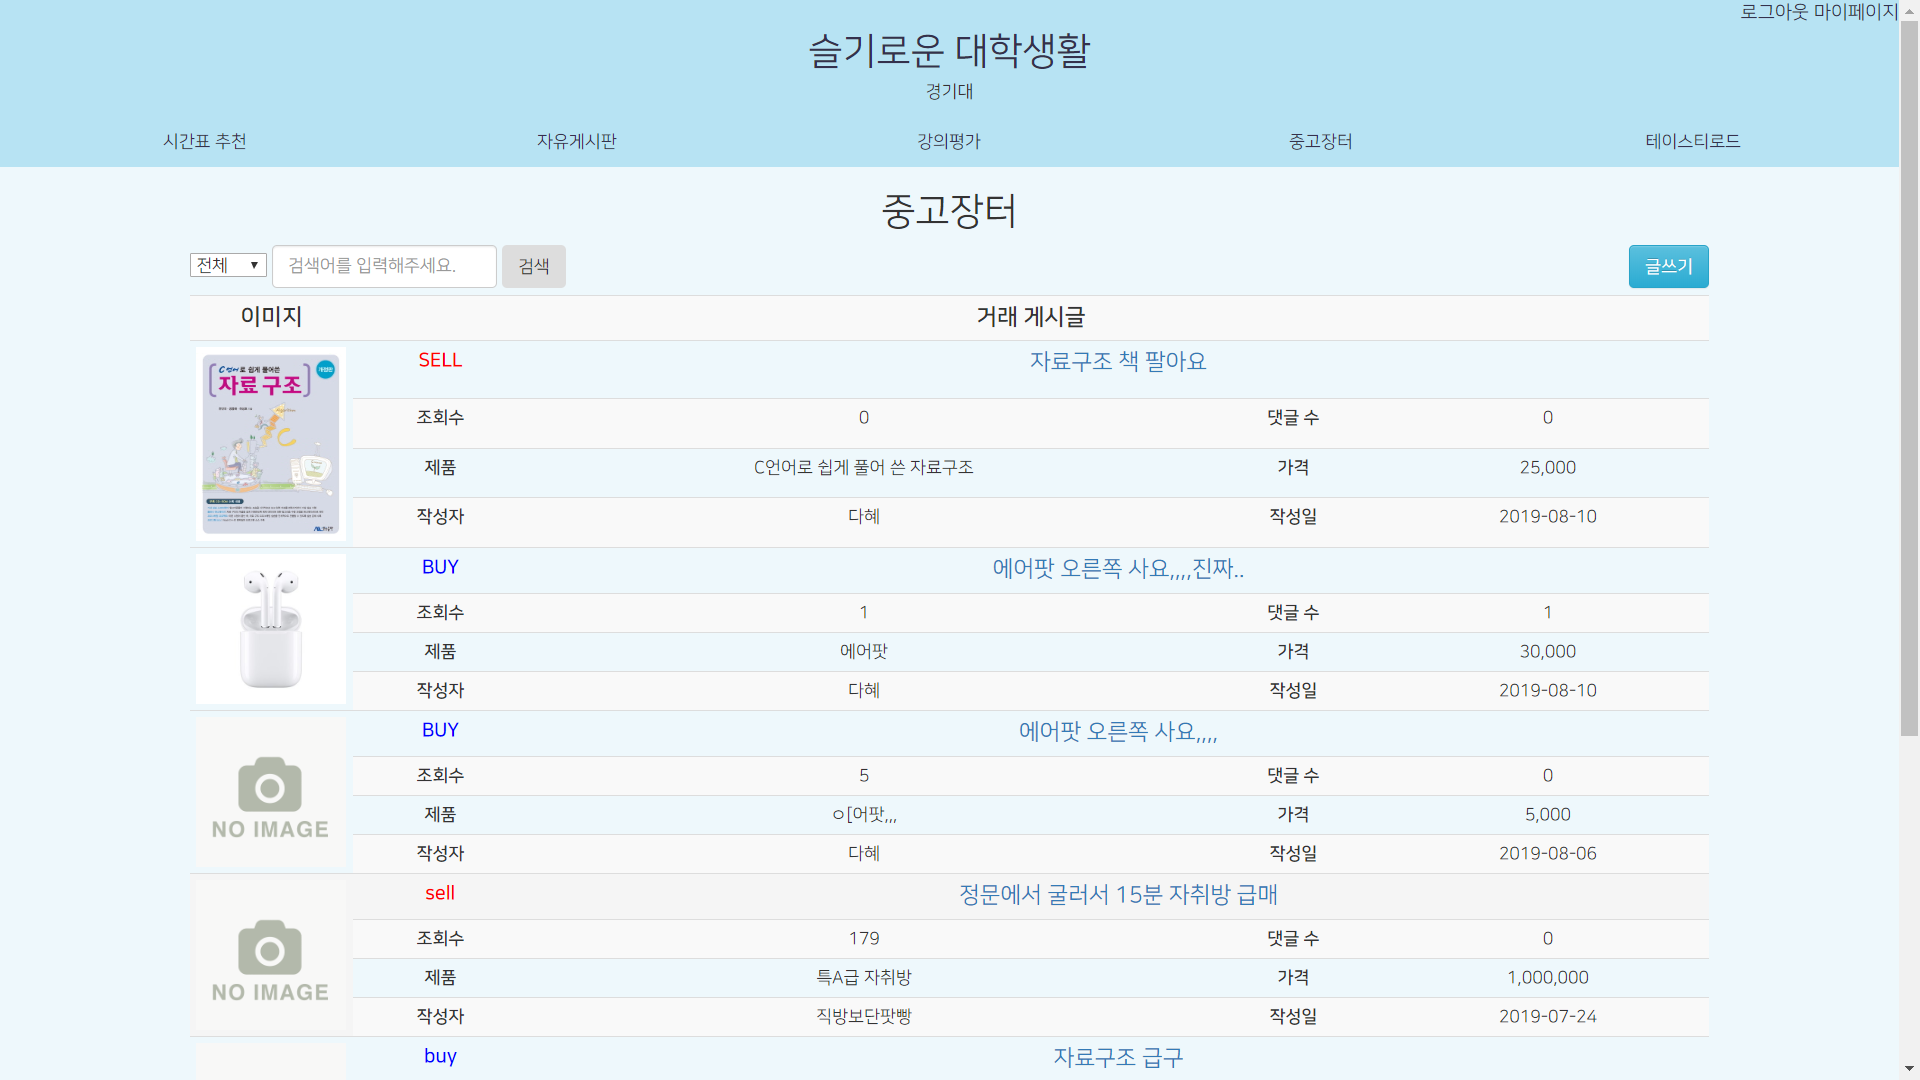 로그아웃 마이페이지
슬기로운 대학생활
경기대
시간표 추천 자유게시판 강의평가 중고장터 테이스티로드
중고장터
전체 검색어를 입력해주세요. 검색 글쓰기
이미지 거래 게시글
C 언어로 쉽게 풀어쓴
자료 구조
개정판
SELL 자료구조 책 팔아요
조회수 0 댓글 수 0
제품 C언어로 쉽게 풀어 쓴 자료구조 가격 25,000
작성자 다혜 작성일 2019-08-10
BUY 에어팟 오른쪽 사요,,,,진짜..
조회수 1 댓글 수 1
제품 에어팟 가격 30,000
작성자 다혜 작성일 2019-08-10
NO IMAGE
BUY 에어팟 오른쪽 사요,,,,
조회수 5 댓글 수 0
제품 ㅇ[어팟,,, 가격 5,000
작성자 다혜 작성일 2019-08-06
NO IMAGE
sell 정문에서 굴러서 15분 자취방 급매
조회수 179 댓글 수 0
제품 특A급 자취방 가격 1,000,000
작성자 직방보단팟빵 작성일 2019-07-24
buy 자료구조 급구